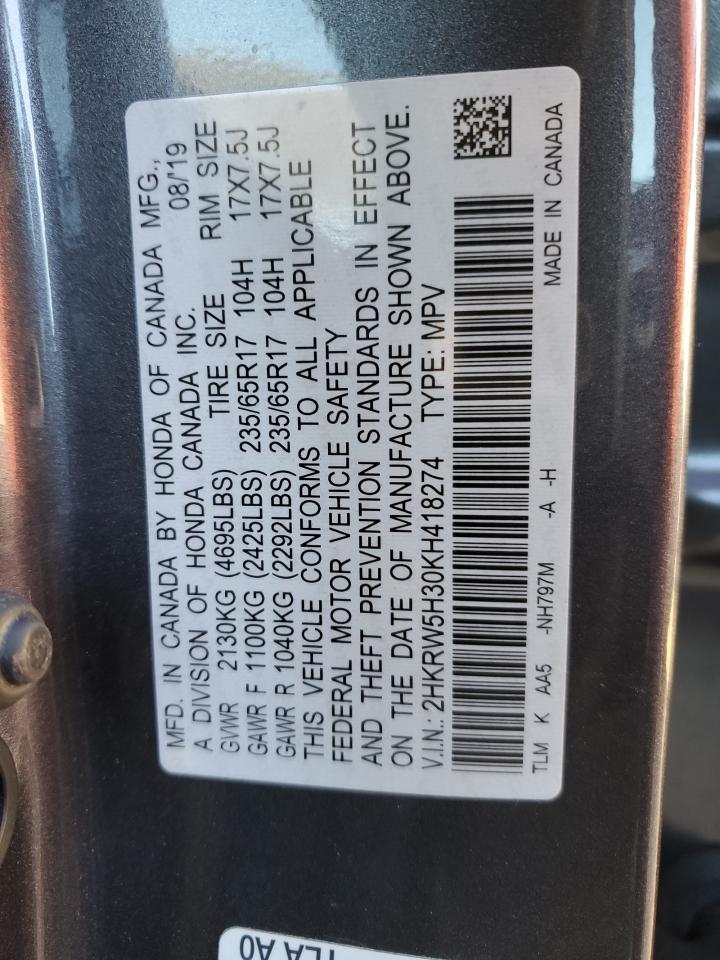 MFD. IN CANADA BY HONDA OF CANADA MFG.,
A DIVISION OF HONDA CANADA INC. 08/'19
GVWR 2130KG (4695LBS) TIRE SIZE RIM SIZE
GAWR F 1100KG (2425LBS) 235/65R17 104H 17X7.5J
GAWR R 1040KG (2292LBS) 235/65R17 104H 17X7.5J
THIS VEHICLE CONFORMS TO ALL APPLICABLE
FEDERAL MOTOR VEHICLE SAFETY
AND THEFT PREVENTION STANDARDS IN EFFECT
ON THE DATE OF MANUFACTURE SHOWN ABOVE.
V.I.N.: 2HKRW5H30KH418274 TYPE: MPV
TLM K AA5 -NH797M -A -H MADE IN CANADA
TLA A0